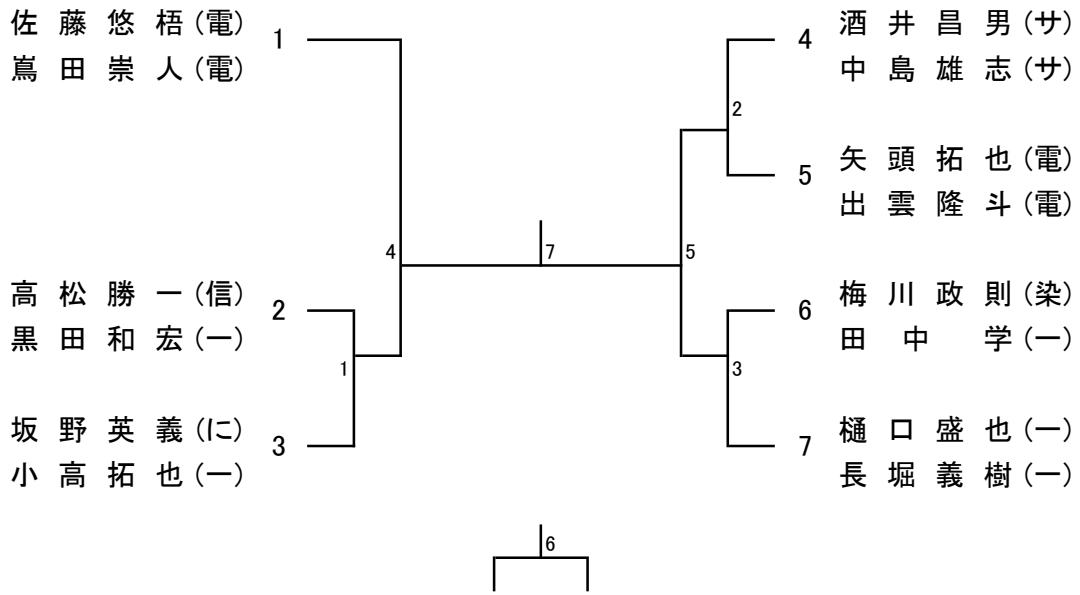 佐藤悠梧(電)
嶌田崇人(電)
1
高松勝一(信)
黒田和宏(一)
2
坂野英義(に)
小高拓也(一)
3
1
4
7
5
2
3
4
酒井昌男(サ)
中島雄志(サ)
5
矢頭拓也(電)
出雲隆斗(電)
6
梅川政則(染)
田中学(一)
7
樋口盛也(一)
長堀義樹(一)
6